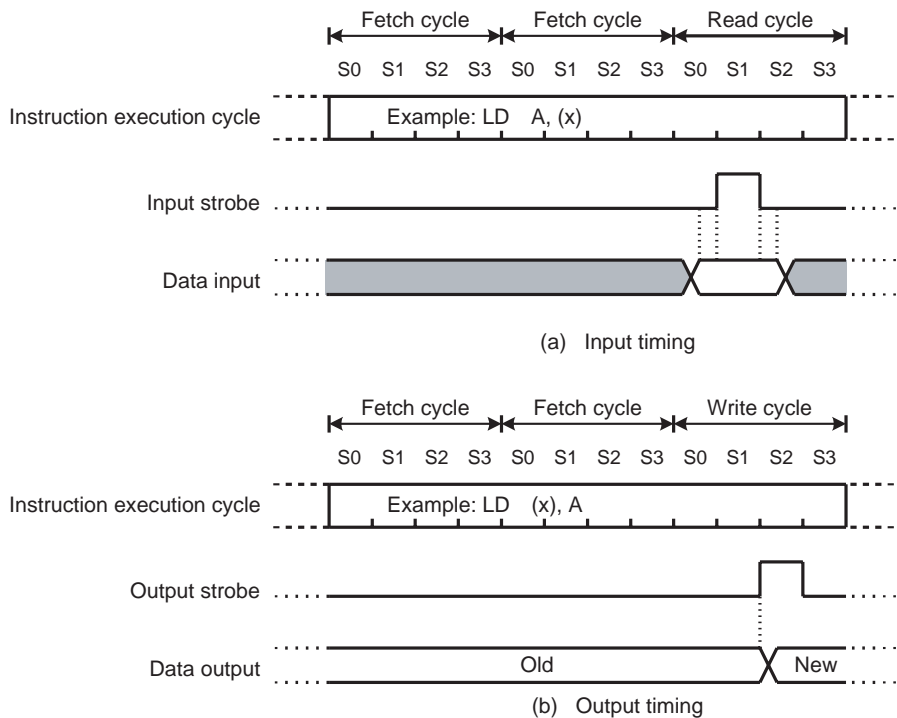 Fetch cycle Fetch cycle Read cycle
S0 S1 S2 S3 S0 S1 S2 S3 S0 S1 S2 S3
Instruction execution cycle Example: LD A, (x)
Input strobe
Data input
(a) Input timing
Fetch cycle Fetch cycle Write cycle
S0 S1 S2 S3 S0 S1 S2 S3 S0 S1 S2 S3
Instruction execution cycle Example: LD (x), A
Output strobe
Data output Old New
(b) Output timing